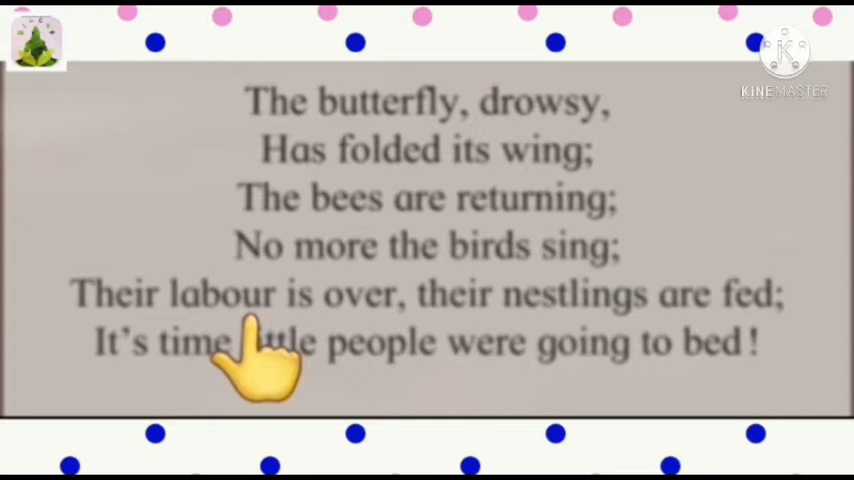 KINEMASTER
The butterfly, drowsy,
Has folded its wing;
The bees are returning;
No more the birds sing;
Their labour is over, their nestlings are fed;
It's time little people were going to bed!